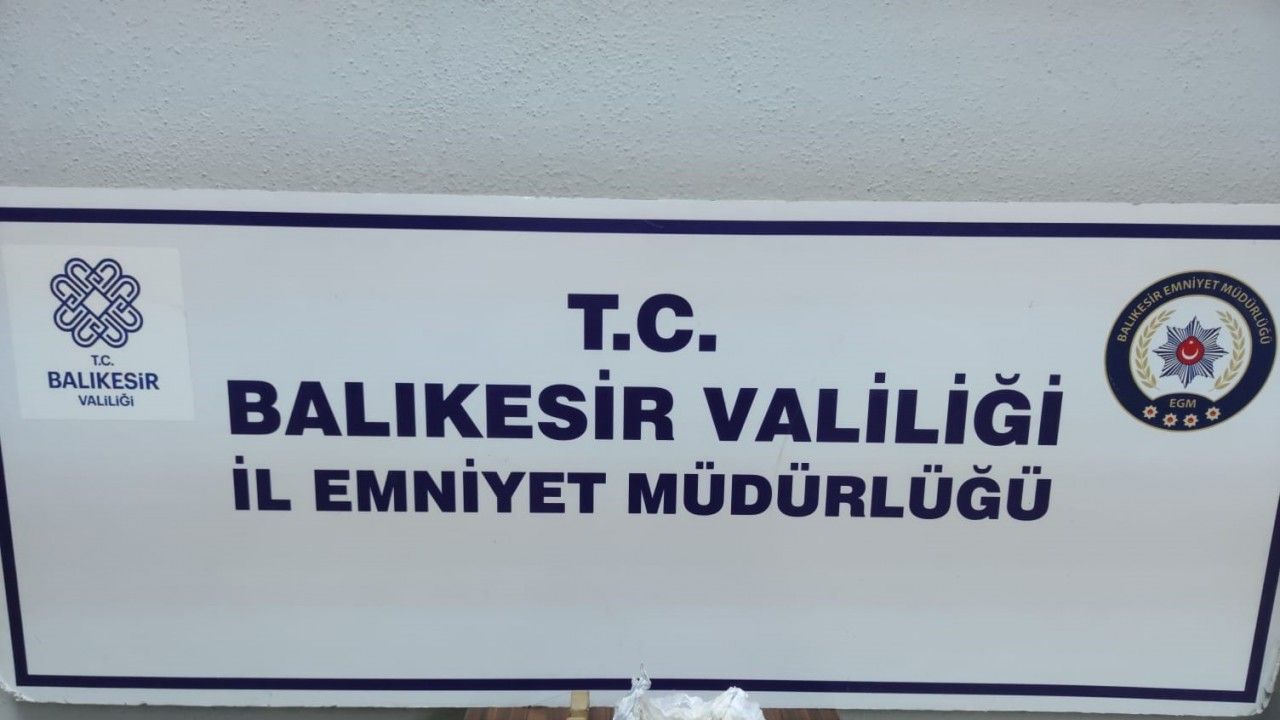 T.C.
BALIKESİR
VALİLİĞİ
T.C.
BALIKESİR VALİLİĞİ
İL EMNİYET MÜDÜRLÜĞÜ
BALIKESİR EMNİYET MÜDÜRLÜĞÜ
EGM